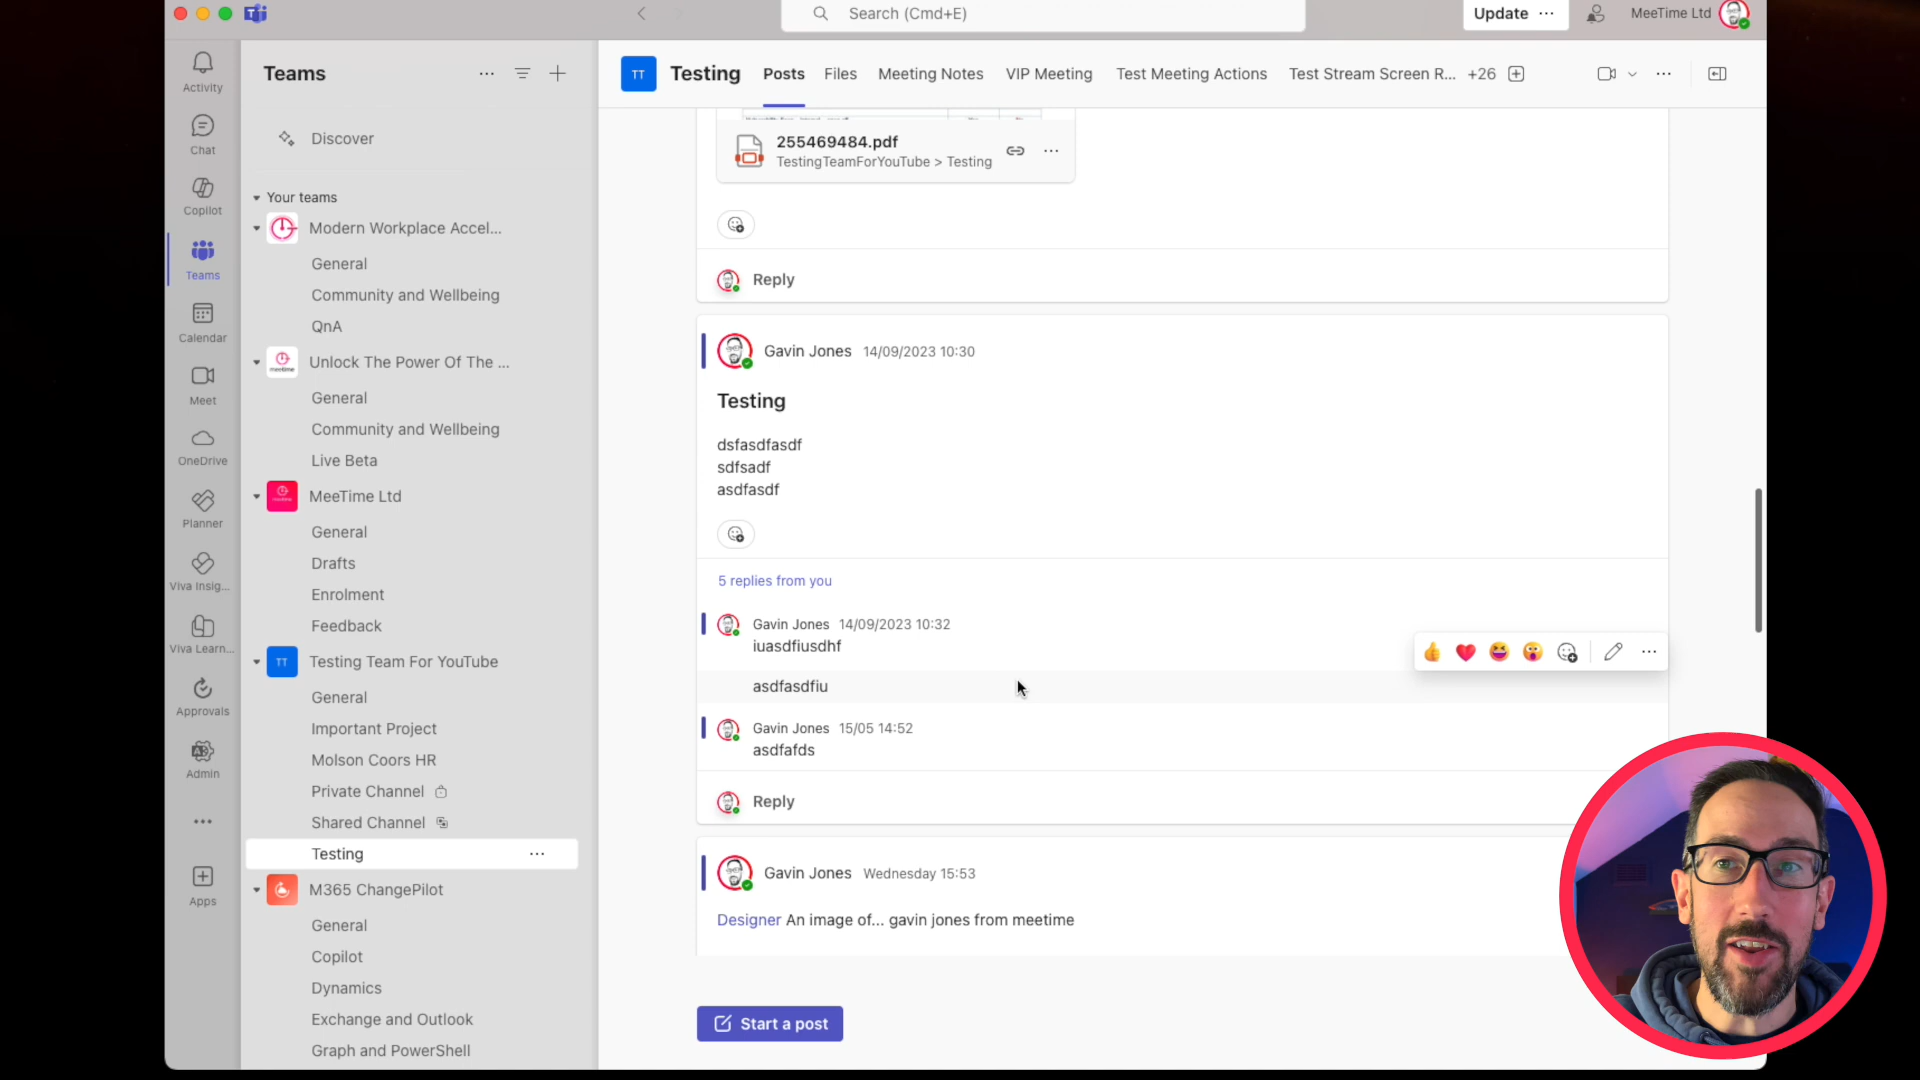 Search (Cmd+E)
Update
MeeTime Ltd
Activity
Chat
Copilot
Teams
Calendar
Meet
OneDrive
Planner
Viva Insig...
Viva Learn...
Approvals
Admin
Apps
Teams
Discover
Your teams
Modern Workplace Accel...
General
Community and Wellbeing
QnA
Unlock The Power Of The ...
General
Community and Wellbeing
Live Beta
MeeTime Ltd
General
Drafts
Enrolment
Feedback
TT
Testing Team For YouTube
General
Important Project
Molson Coors HR
Private Channel
Shared Channel
Testing
M365 ChangePilot
General
Copilot
Dynamics
Exchange and Outlook
Graph and PowerShell
TT
Testing
Posts
Files
Meeting Notes
VIP Meeting
Test Meeting Actions
Test Stream Screen R...
+26
255469484.pdf
TestingTeamForYouTube > Testing
Reply
Gavin Jones 14/09/2023 10:30
Testing
dsfasdfasdf
sdfsadf
asdfasdf
5 replies from you
Gavin Jones 14/09/2023 10:32
iuasdfiusdhf
asdfasdfiu
Gavin Jones 15/05 14:52
asdfafds
Reply
Gavin Jones Wednesday 15:53
Designer An image of... gavin jones from meetime
Start a post